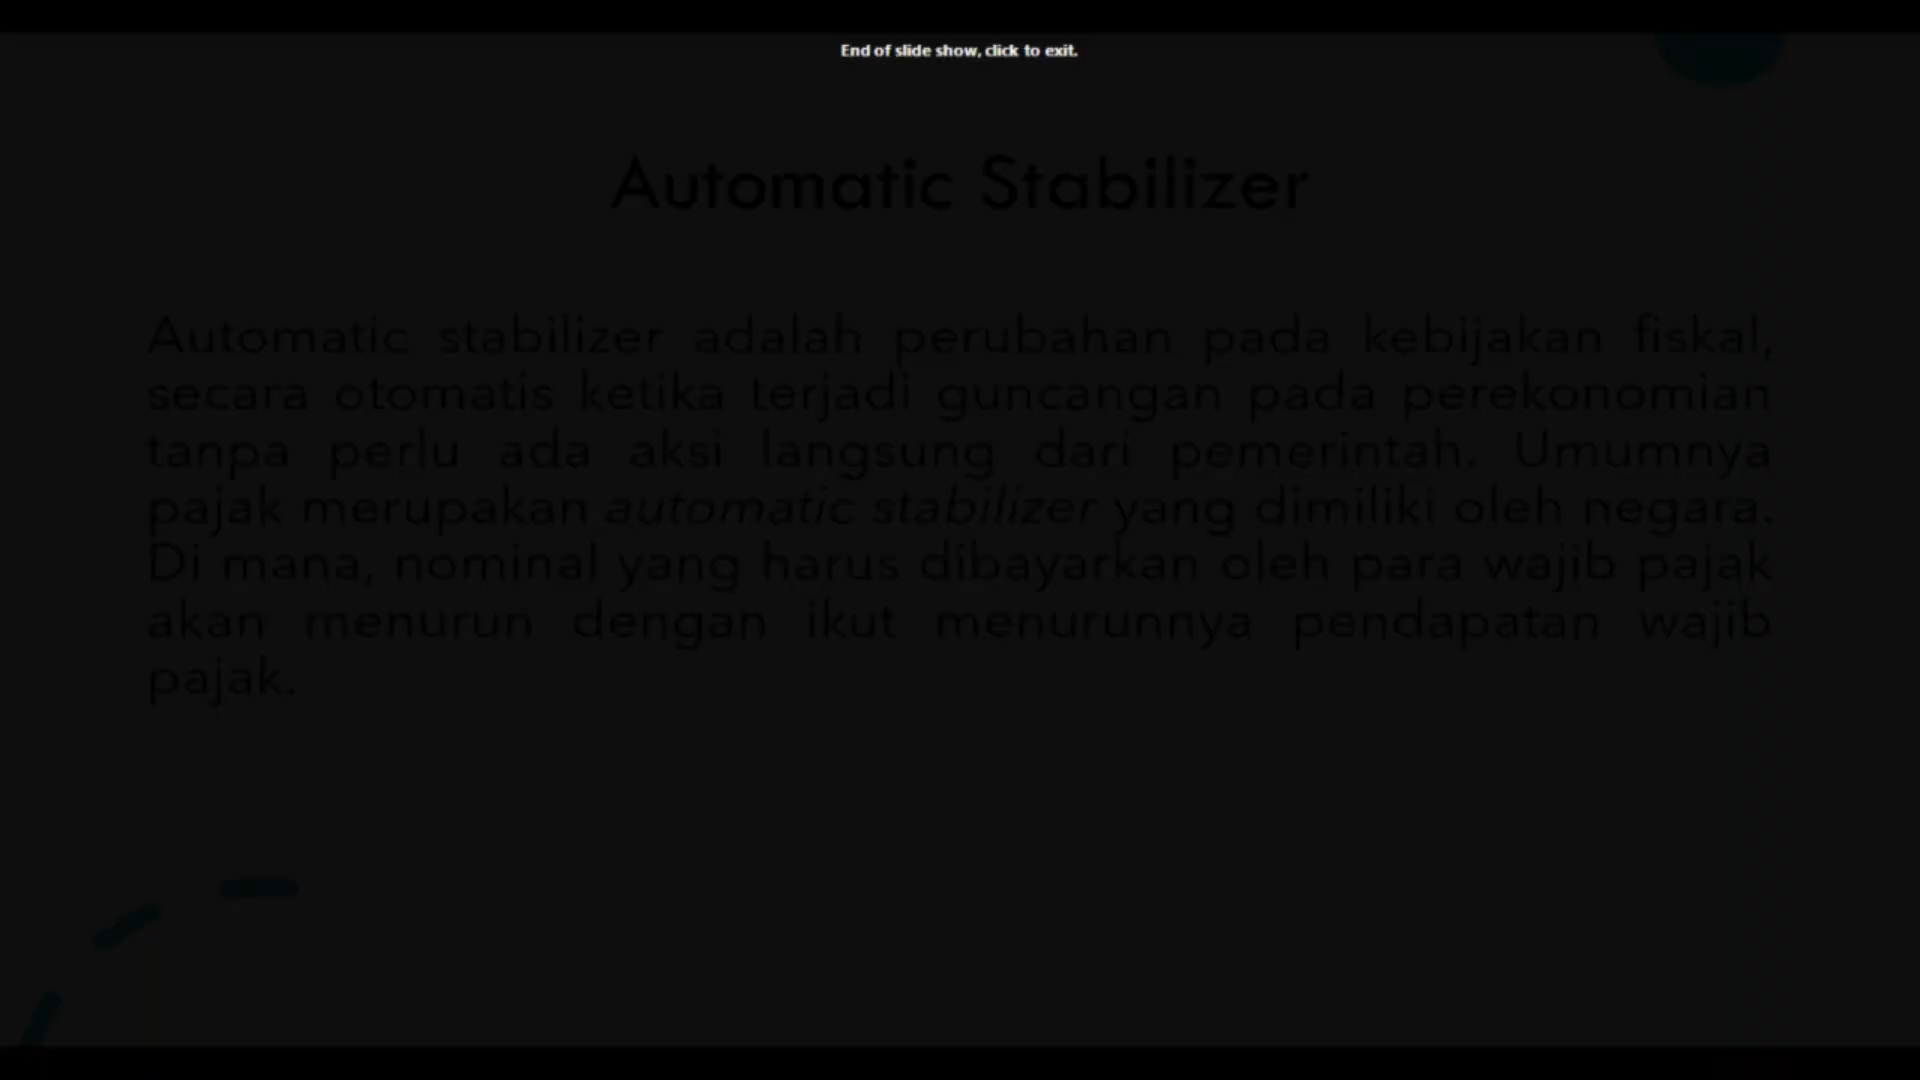 End of slide show, click to exit.
Automatic Stabilizer
Automatic stabilizer adalah perubahan pada kebijakan fiskal,
secara otomatis ketika terjadi guncangan pada perekonomian
tanpa perlu ada aksi langsung dari pemerintah. Umumnya
pajak merupakan automatic stabilizer yang dimiliki oleh negara.
Di mana, nominal yang harus dibayarkan oleh para wajib pajak
akan menurun dengan ikut menurunnya pendapatan wajib
pajak.